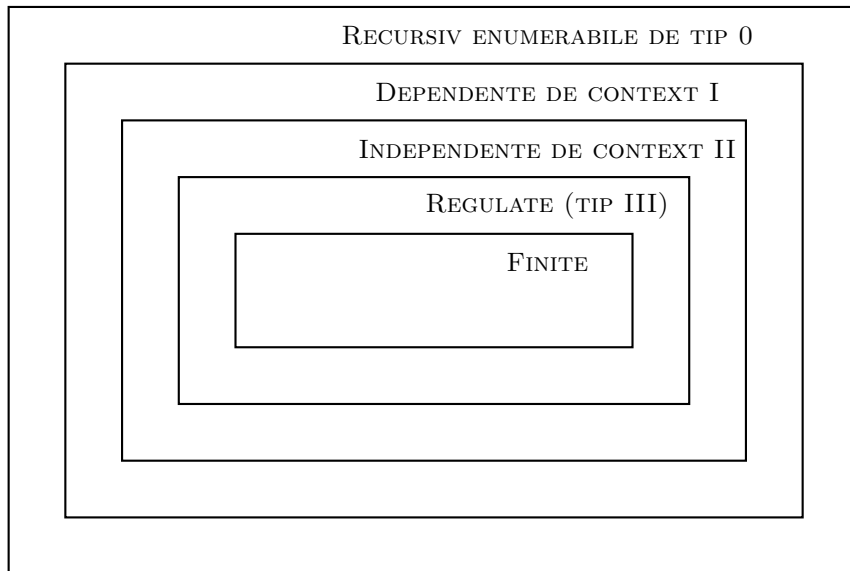 Recursiv enumerabile de tip 0
Dependente de context I
Independente de context II
Regulate (tip III)
Finite